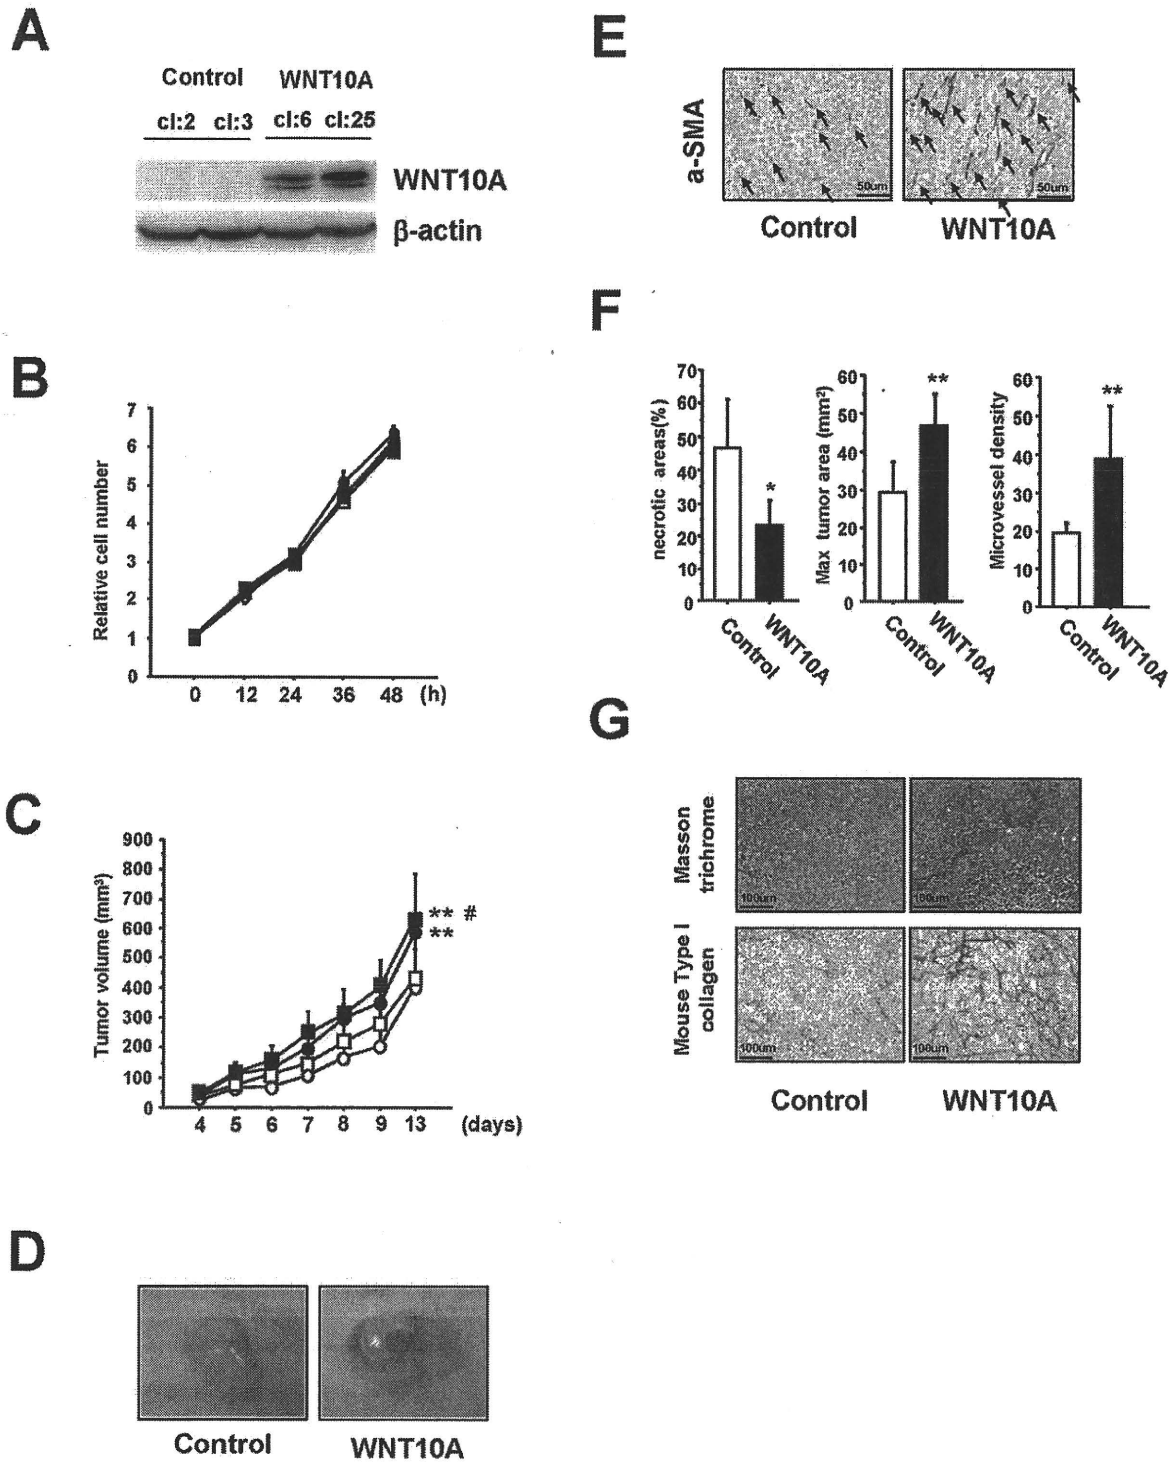 A
Control WNT10A
cl:2 cl:3 cl:6 cl:25
WNT10A
β-actin
B
Relative cell number
7
6
5
4
3
2
1
0
0 12 24 36 48 (h)
C
Tumor volume (mm³)
900
800
700
600
500
400
300
200
100
0
** #
**
4 5 6 7 8 9 13 (days)
D
Control WNT10A
E
a-SMA
50um 50um
Control WNT10A
F
necrotic areas(%)
70
60
50
40
30
20
10
0
*
Control
WNT10A
Max tumor area (mm²)
60
50
40
30
20
10
0
**
Control
WNT10A
Microvessel density
60
50
40
30
20
10
0
**
Control
WNT10A
G
Masson
trichrome
100um 100um
Mouse Type I
collagen
100um 100um
Control WNT10A